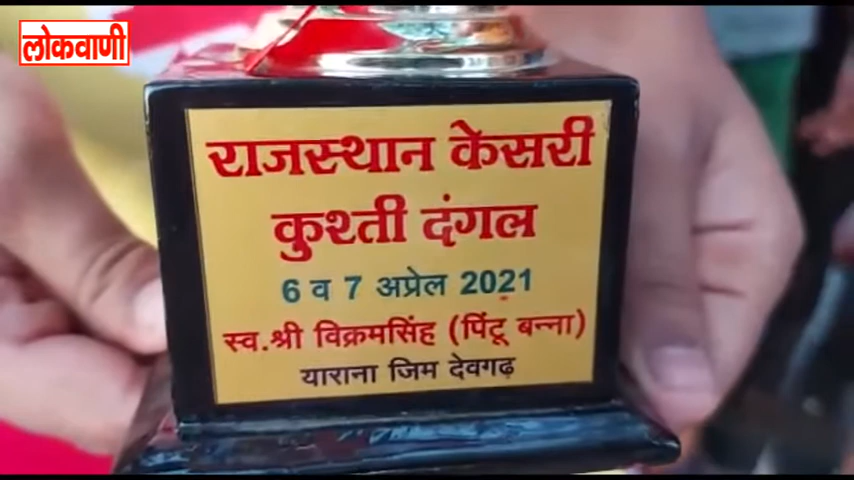 लोकवाणी
राजस्थान केसरी
कुश्ती दंगल
6 व 7 अप्रेल 2021
स्व.श्री विक्रमसिंह (पिंटू बन्ना)
याराना जिम देवगढ़